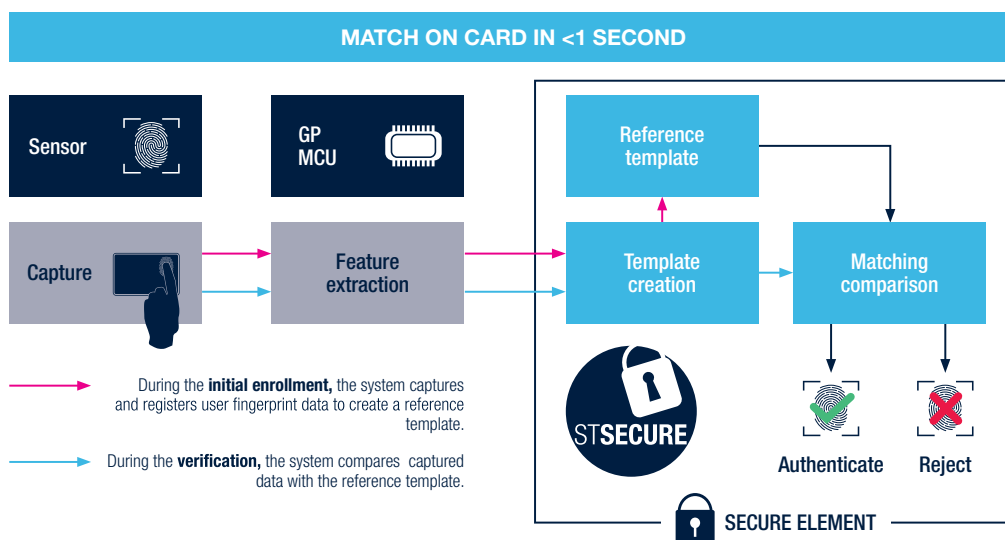 MATCH ON CARD IN <1 SECOND
Sensor
GP
MCU
Reference
template
Capture
Feature
extraction
Template
creation
Matching
comparison
During the initial enrollment, the system captures
and registers user fingerprint data to create a reference
template.
During the verification, the system compares captured
data with the reference template.
STSECURE
Authenticate
Reject
SECURE ELEMENT